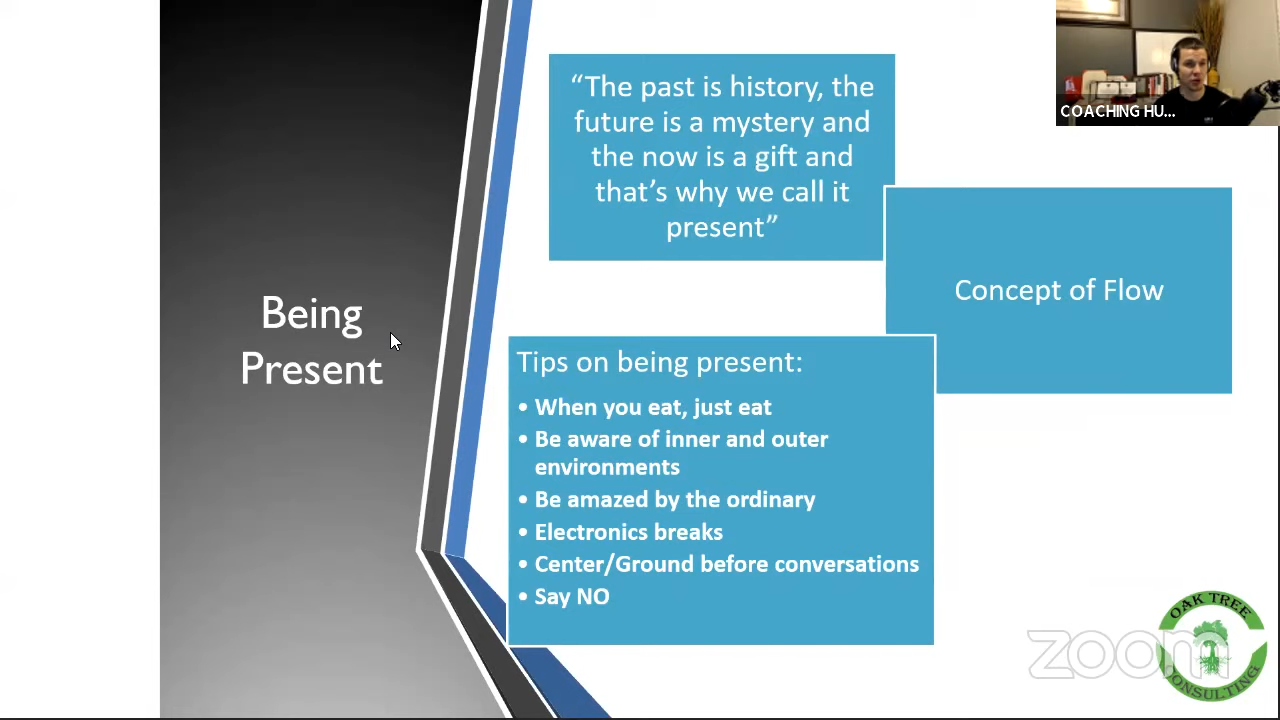 Being
Present
“The past is history, the
future is a mystery and
the now is a gift and
that’s why we call it
present”
Concept of Flow
Tips on being present:
• When you eat, just eat
• Be aware of inner and outer
environments
• Be amazed by the ordinary
• Electronics breaks
• Center/Ground before conversations
• Say NO
COACHING HU...
zoom
OAK TREE
CONSULTING